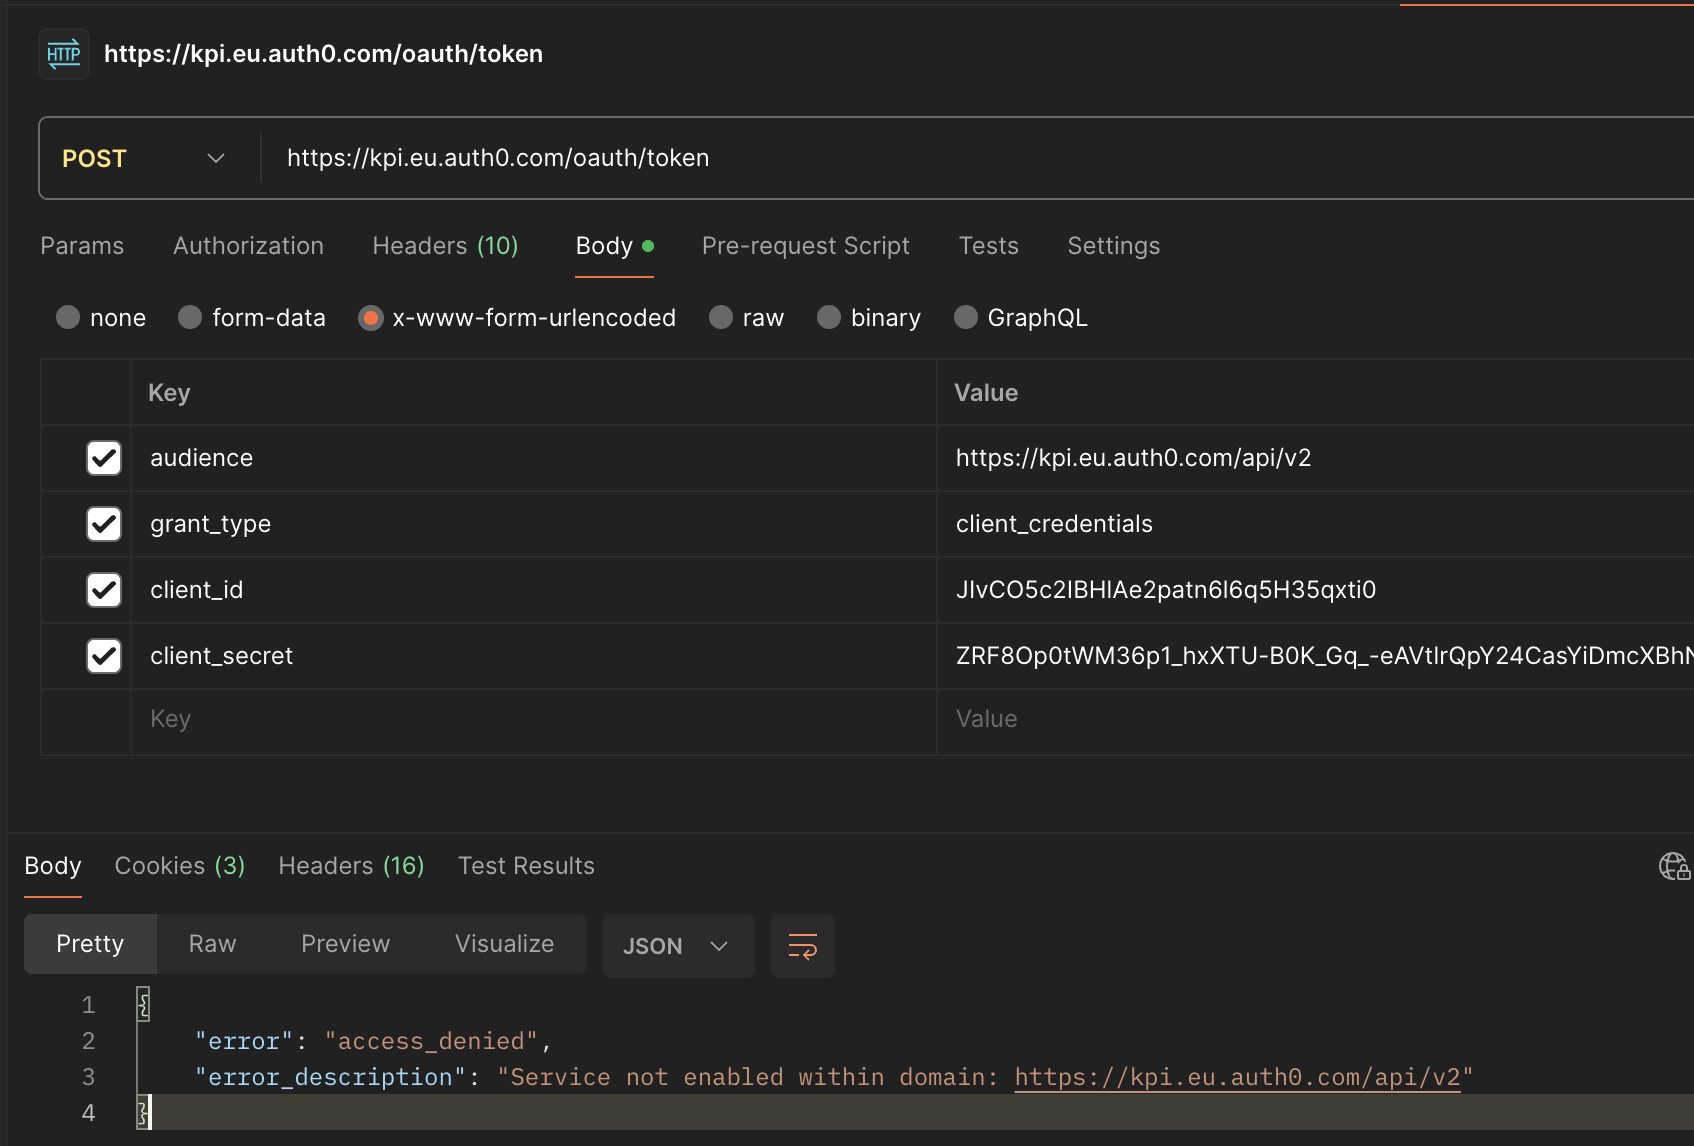 HTTP https://kpi.eu.auth0.com/oauth/token
POST https://kpi.eu.auth0.com/oauth/token
Params Authorization Headers (10) Body Pre-request Script Tests Settings
none form-data x-www-form-urlencoded raw binary GraphQL
Key Value
audience https://kpi.eu.auth0.com/api/v2
grant_type client_credentials
client_id JIvCO5c2IBHIAe2patn6l6q5H35qxti0
client_secret ZRF8Op0tWM36p1_hxXTU-B0K_Gq_-eAVtlrQpY24CasYiDmcXBhN
Key Value
Body Cookies (3) Headers (16) Test Results
Pretty Raw Preview Visualize JSON
1 {
2 "error": "access_denied",
3 "error_description": "Service not enabled within domain: https://kpi.eu.auth0.com/api/v2"
4 }